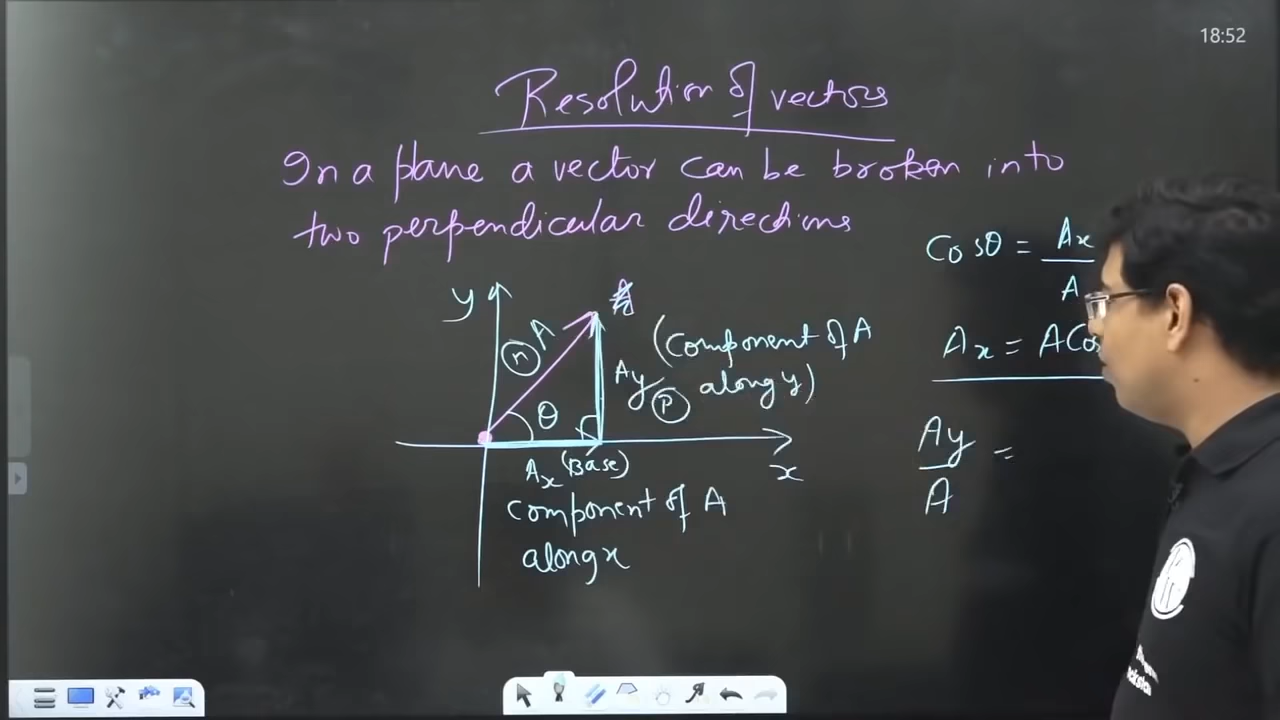 18:52
Resolution of vectors
In a plane a vector can be broken into
two perpendicular directions
Cosθ = Ax
A
Ax = ACos
Ay
A =
y
A
θ
Ay
P
(Component of A
along y)
Ax (Base)
x
component of A
along x